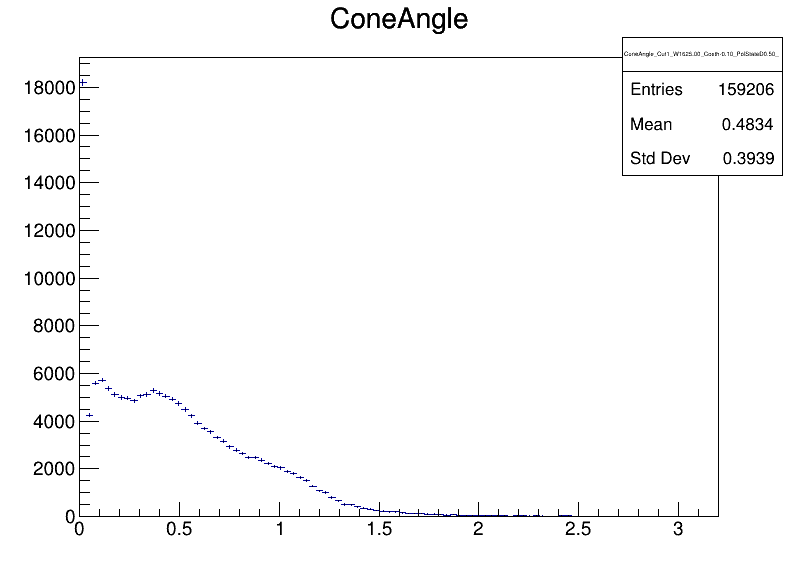 ConeAngle
ConeAngle_Cut1_W1625.00_Costh-0.10_PolStateD0.50_
Entries 159206
Mean 0.4834
Std Dev 0.3939
18000
16000
14000
12000
10000
8000
6000
4000
2000
0
0 0.5 1 1.5 2 2.5 3